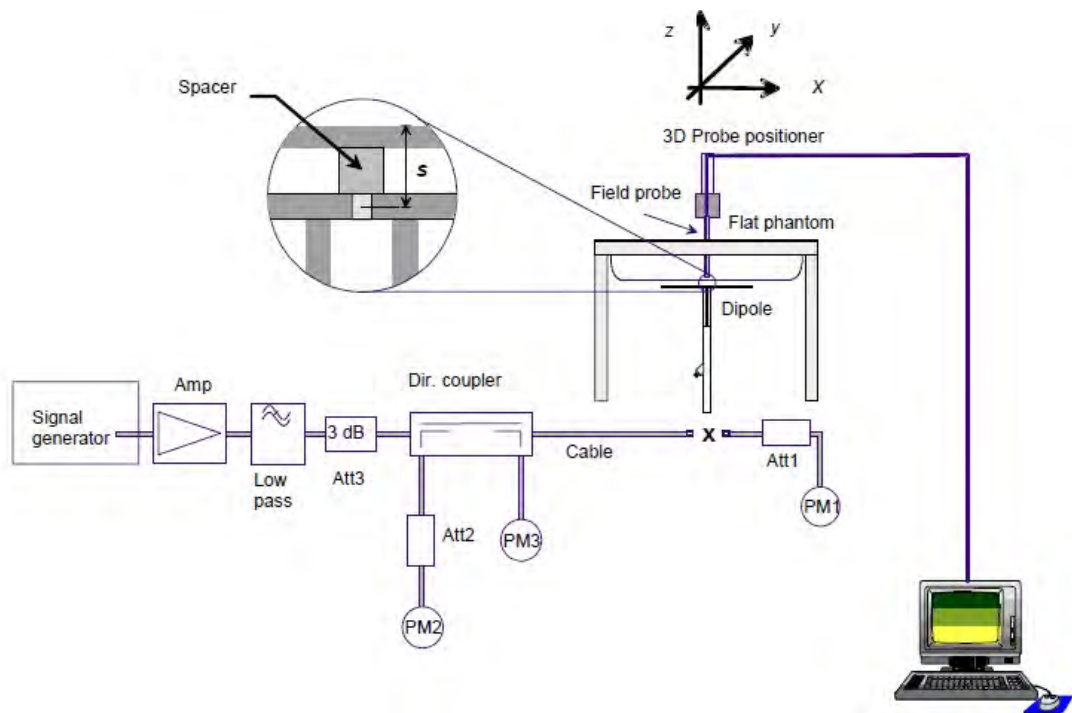 z
y
X
Spacer
s
3D Probe positioner
Field probe
Flat phantom
Dipole
Dir. coupler
Amp
Signal
generator
3 dB
Low
pass
Att3
Cable
x
Att1
PM1
Att2
PM3
PM2